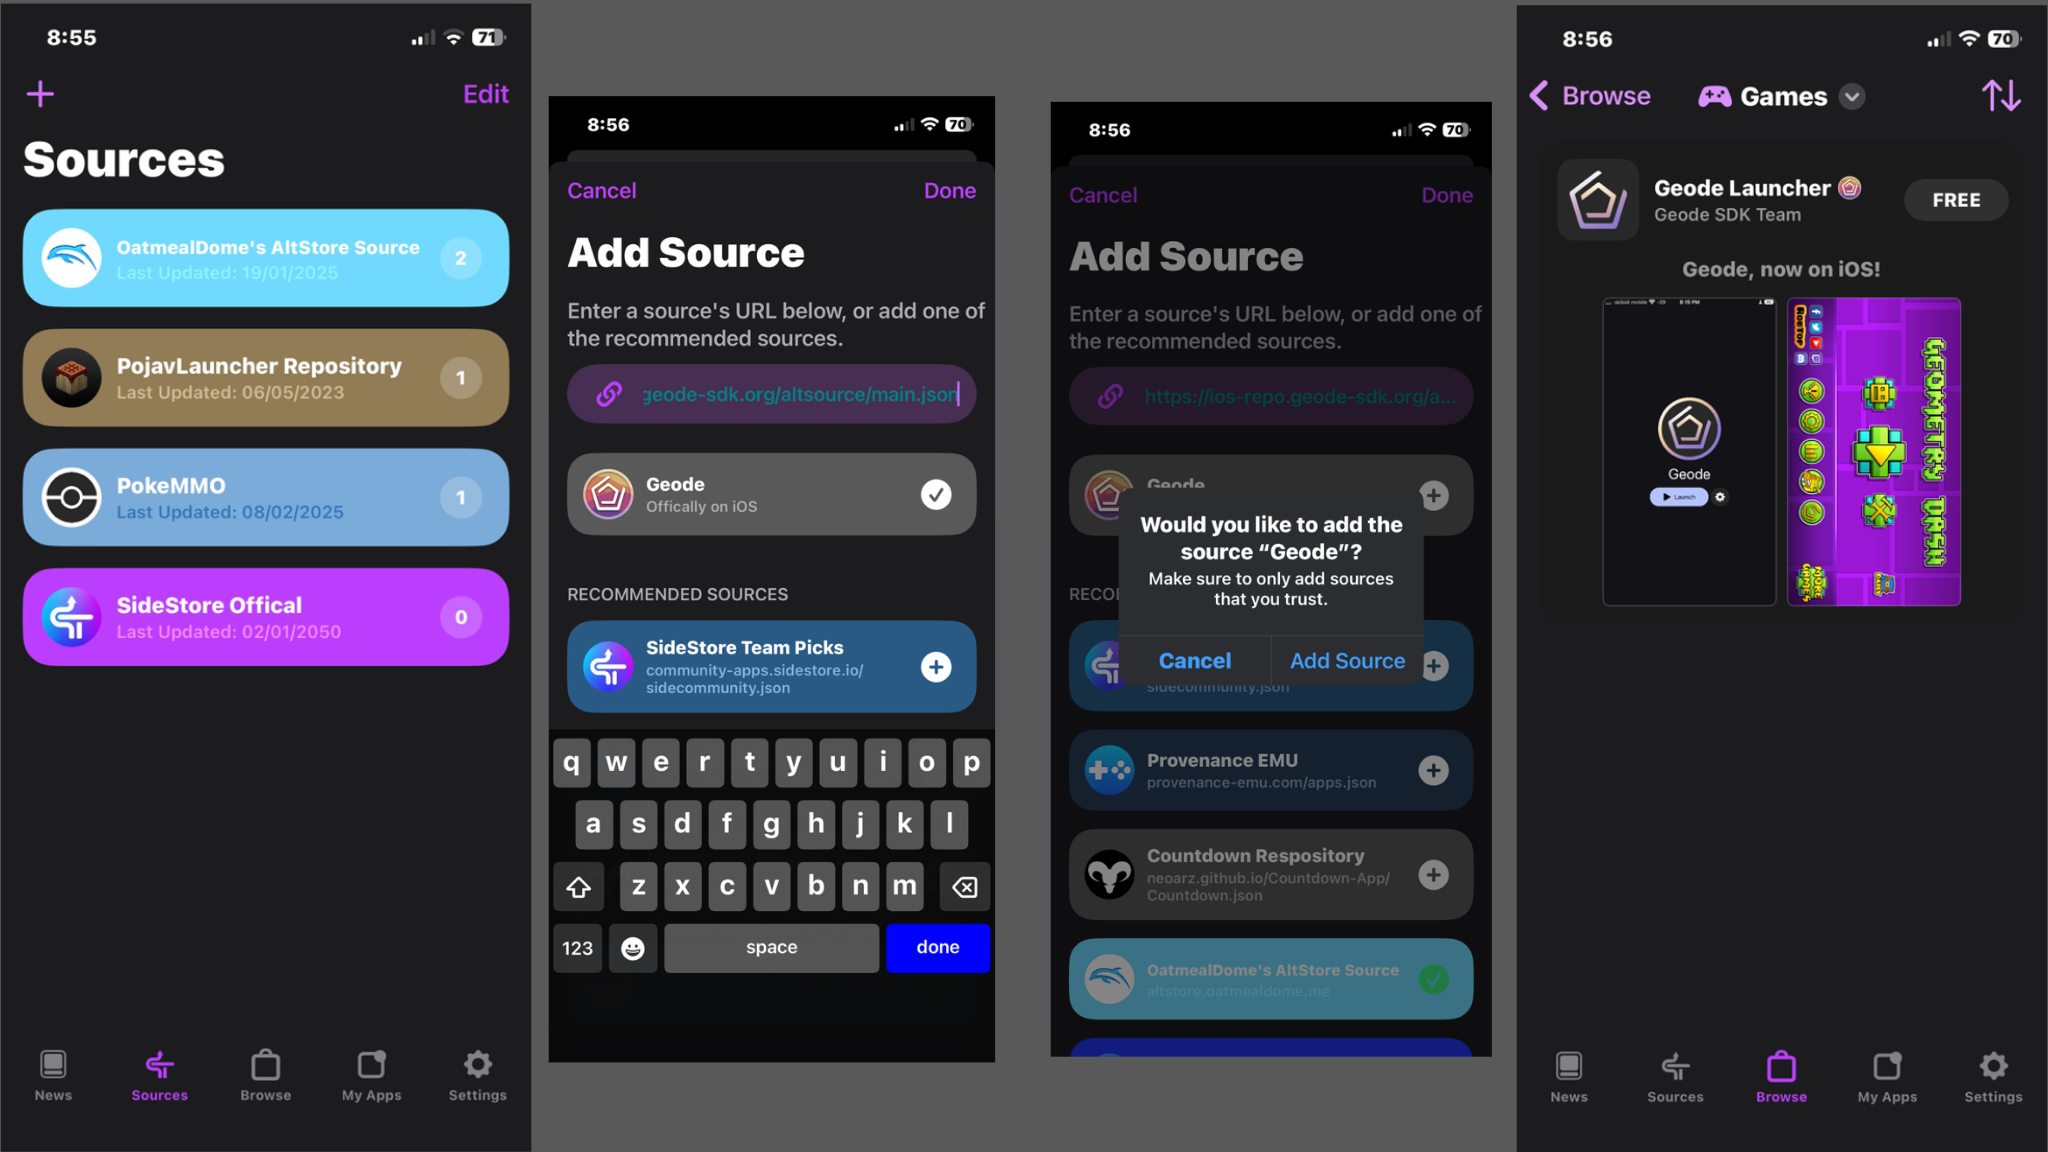 8:55
71
Edit
Sources
OatmealDome's AltStore Source
Last Updated: 19/01/2025
2
PojavLauncher Repository
Last Updated: 06/05/2023
1
PokeMMO
Last Updated: 08/02/2025
1
SideStore Offical
Last Updated: 02/01/2050
0
News
Sources
Browse
My Apps
Settings
8:56
70
Cancel
Done
Add Source
Enter a source's URL below, or add one of
the recommended sources.
geode-sdk.org/altsource/main.json
Geode
Offically on iOS
RECOMMENDED SOURCES
SideStore Team Picks
community-apps.sidestore.io/
sidecommunity.json
q w e r t y u i o p
a s d f g h j k l
z x c v b n m
123
space
done
8:56
70
Cancel
Done
Add Source
Enter a source's URL below, or add one of
the recommended sources.
https://ios-repo.geode-sdk.org/a...
Geode
Would you like to add the
source “Geode”?
Make sure to only add sources
that you trust.
RECO
Cancel
Add Source
sidecommunity.json
Provenance EMU
provenance-emu.com/apps.json
Countdown Respository
neoarz.github.io/Countdown-App/
Countdown.json
OatmealDome's AltStore Source
altstore.oatmealdome.me
8:56
70
Browse
Games
Geode Launcher
Geode SDK Team
FREE
Geode, now on iOS!
8:19 PM
Geode
Launch
GEOMETRY DASH
MORE
GAMES
News
Sources
Browse
My Apps
Settings